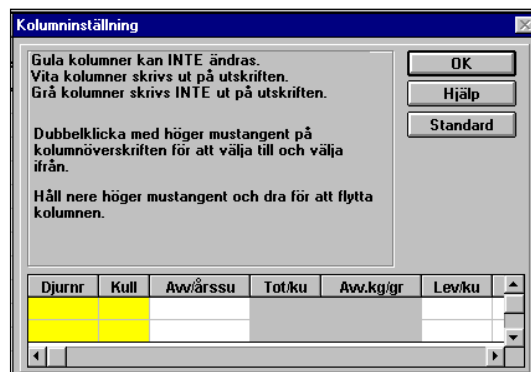 Kolumninställning
Gula kolumner kan INTE ändras.
Vita kolumner skrivs ut på utskriften.
Grå kolumner skrivs INTE ut på utskriften.
Dubbelklicka med höger mustangent på
kolumnöverskriften för att välja till och välja
ifrån.
Håll nere höger mustangent och dra för att flytta
kolumnen.
OK
Hjälp
Standard
Djurnr Kull Avv/årssu Tot/ku Avv.kg/gr Lev/ku